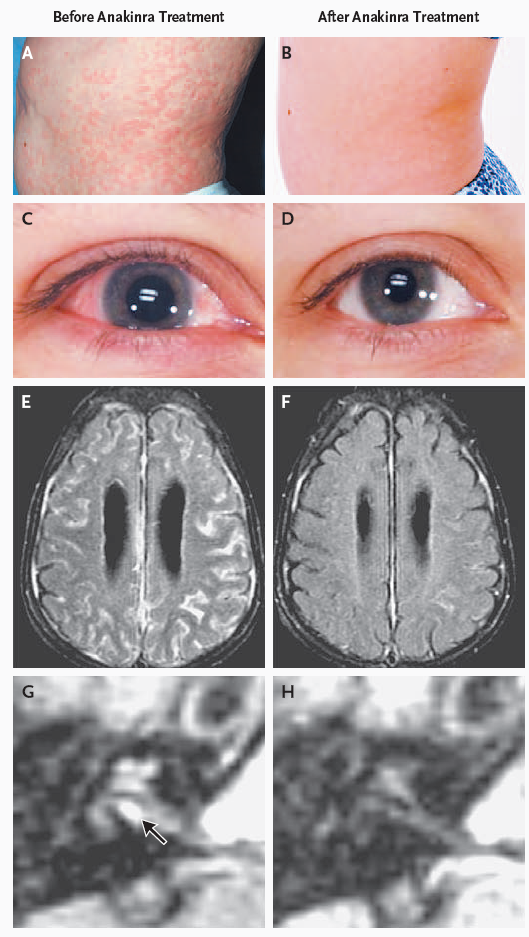 Before Anakinra Treatment
After Anakinra Treatment
A
B
C
D
E
F
G
H